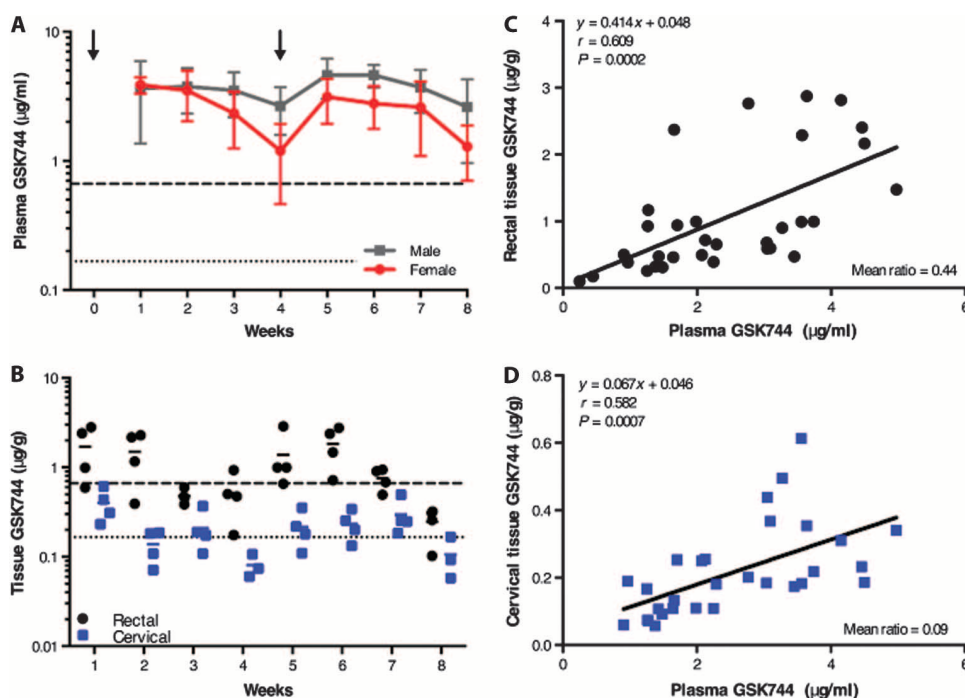 A
Plasma GSK744 (μg/ml)
10
1
0.1
Male
Female
0 1 2 3 4 5 6 7 8
Weeks
B
Tissue GSK744 (μg/g)
10
1
0.1
0.01
Rectal
Cervical
1 2 3 4 5 6 7 8
Weeks
C
Rectal tissue GSK744 (μg/g)
y = 0.414x + 0.048
r = 0.609
P = 0.0002
4
3
2
1
0
Mean ratio = 0.44
0 2 4 6
Plasma GSK744 (μg/ml)
D
Cervical tissue GSK744 (μg/g)
y = 0.067x + 0.046
r = 0.582
P = 0.0007
0.8
0.6
0.4
0.2
0.0
Mean ratio = 0.09
0 2 4 6
Plasma GSK744 (μg/ml)